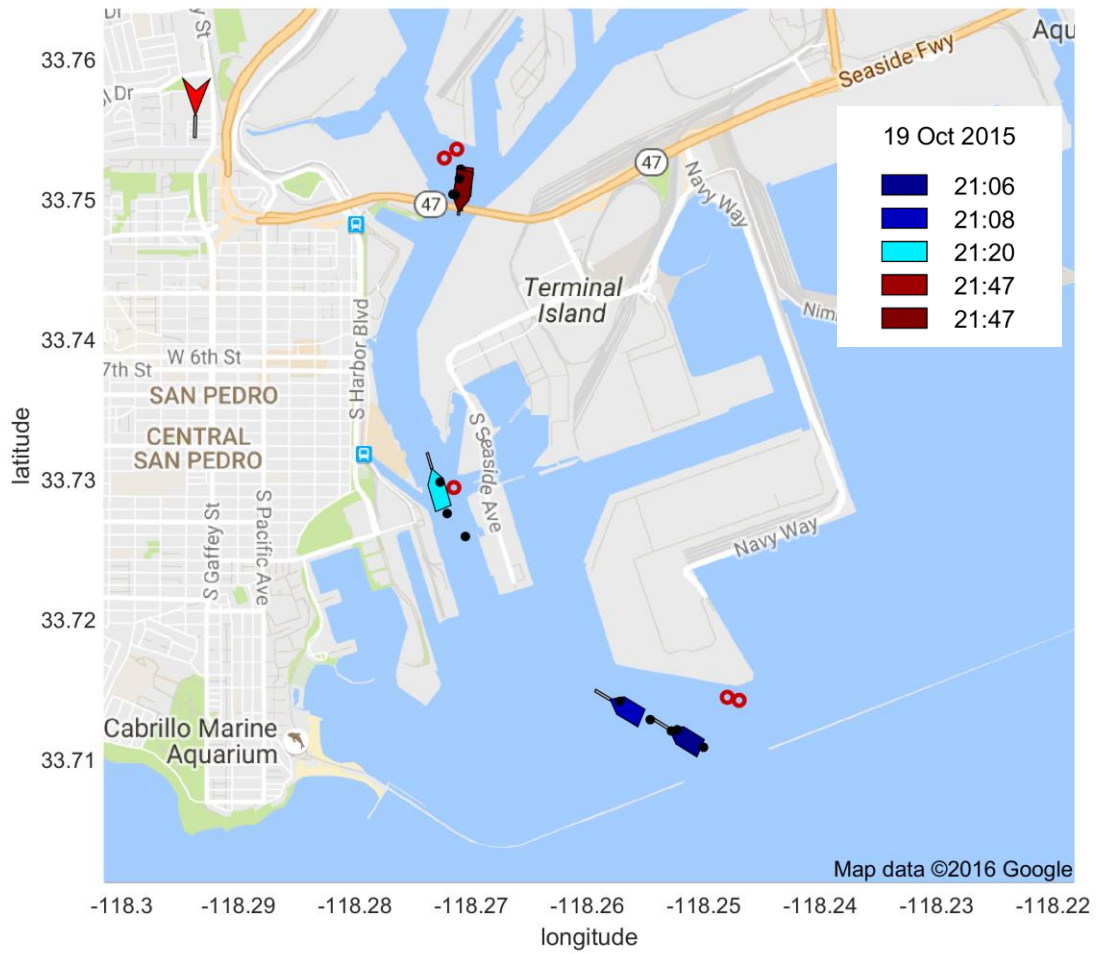 Dr
y St
Aqu
33.76
Seaside Fwy
Dr
19 Oct 2015
47
Navy Way
33.75
47
21:06
21:08
21:20
21:47
21:47
Terminal
Island
Nimi
S Harbor Blvd
33.74
W 6th St
7th St
SAN PEDRO
CENTRAL
SAN PEDRO
S Seaside Ave
latitude
33.73
S Gaffey St
S Pacific Ave
Navy Way
33.72
Cabrillo Marine
Aquarium
33.71
Map data ©2016 Google
-118.3
-118.29
-118.28
-118.27
-118.26
-118.25
-118.24
-118.23
-118.22
longitude